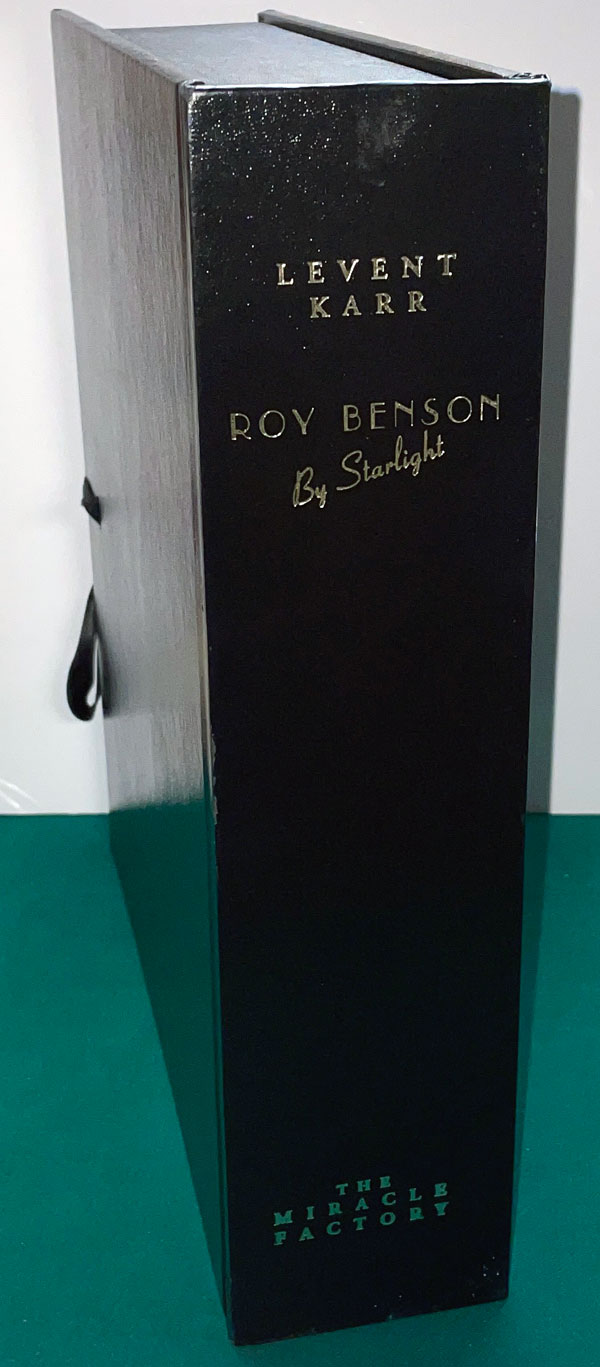 LEVENT
KARR
ROY BENSON
By Starlight
THE
MIRACLE
FACTORY